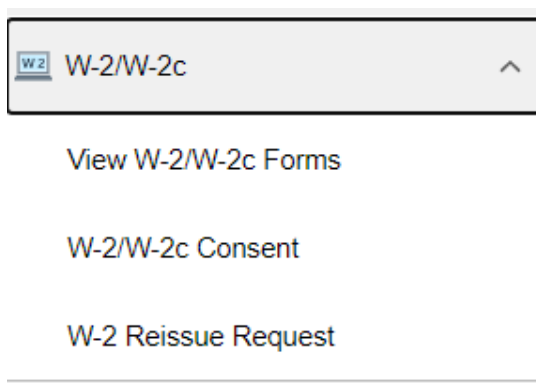 W2 W-2/W-2c
View W-2/W-2c Forms
W-2/W-2c Consent
W-2 Reissue Request